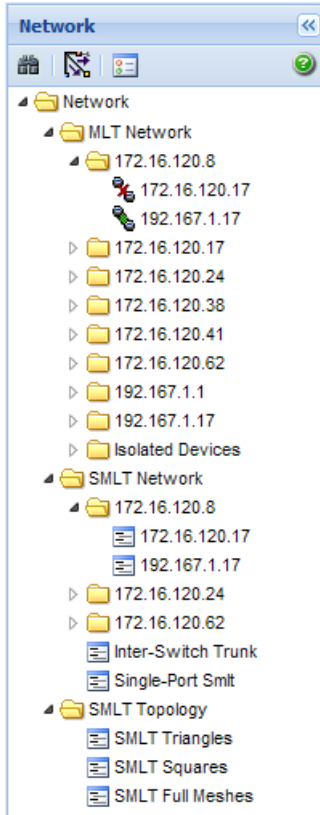 Network
Network
MLT Network
172.16.120.8
172.16.120.17
192.167.1.17
172.16.120.17
172.16.120.24
172.16.120.38
172.16.120.41
172.16.120.62
192.167.1.1
192.167.1.17
Isolated Devices
SMLT Network
172.16.120.8
172.16.120.17
192.167.1.17
172.16.120.24
172.16.120.62
Inter-Switch Trunk
Single-Port Smlt
SMLT Topology
SMLT Triangles
SMLT Squares
SMLT Full Meshes